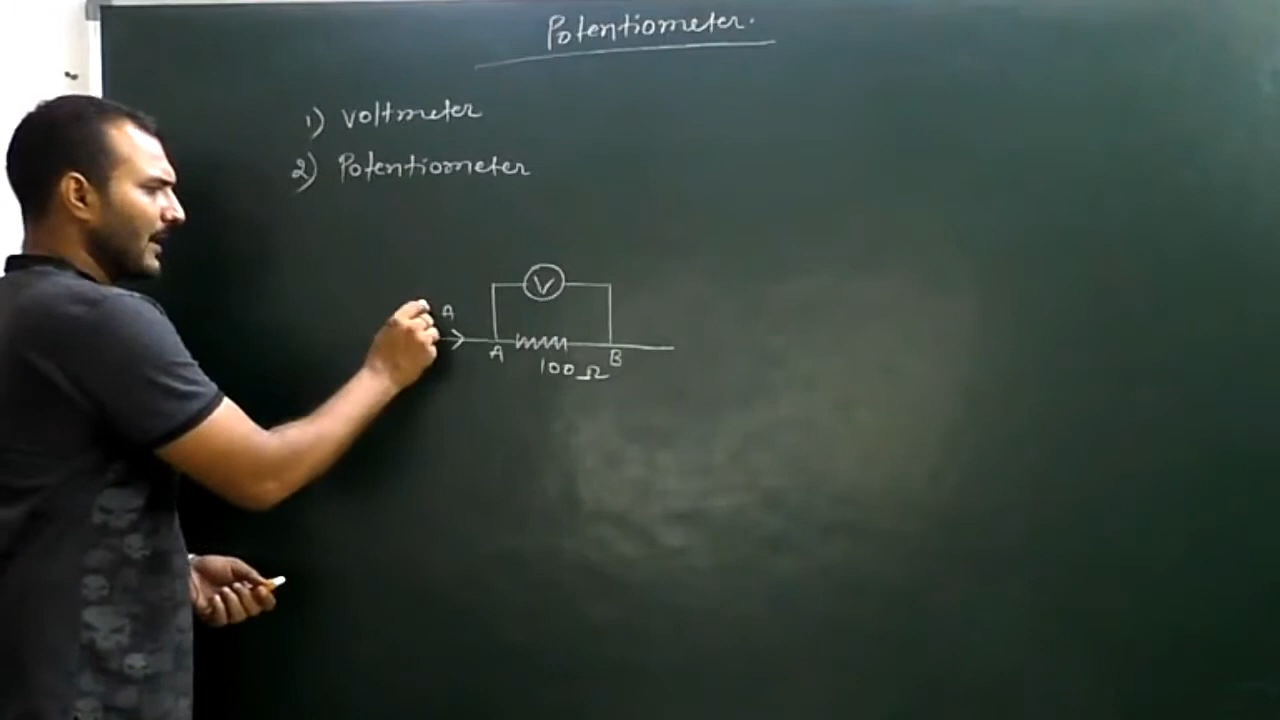 Potentiometer.
1) Voltmeter
2) Potentiometer
V
A
A
B
100 Ω